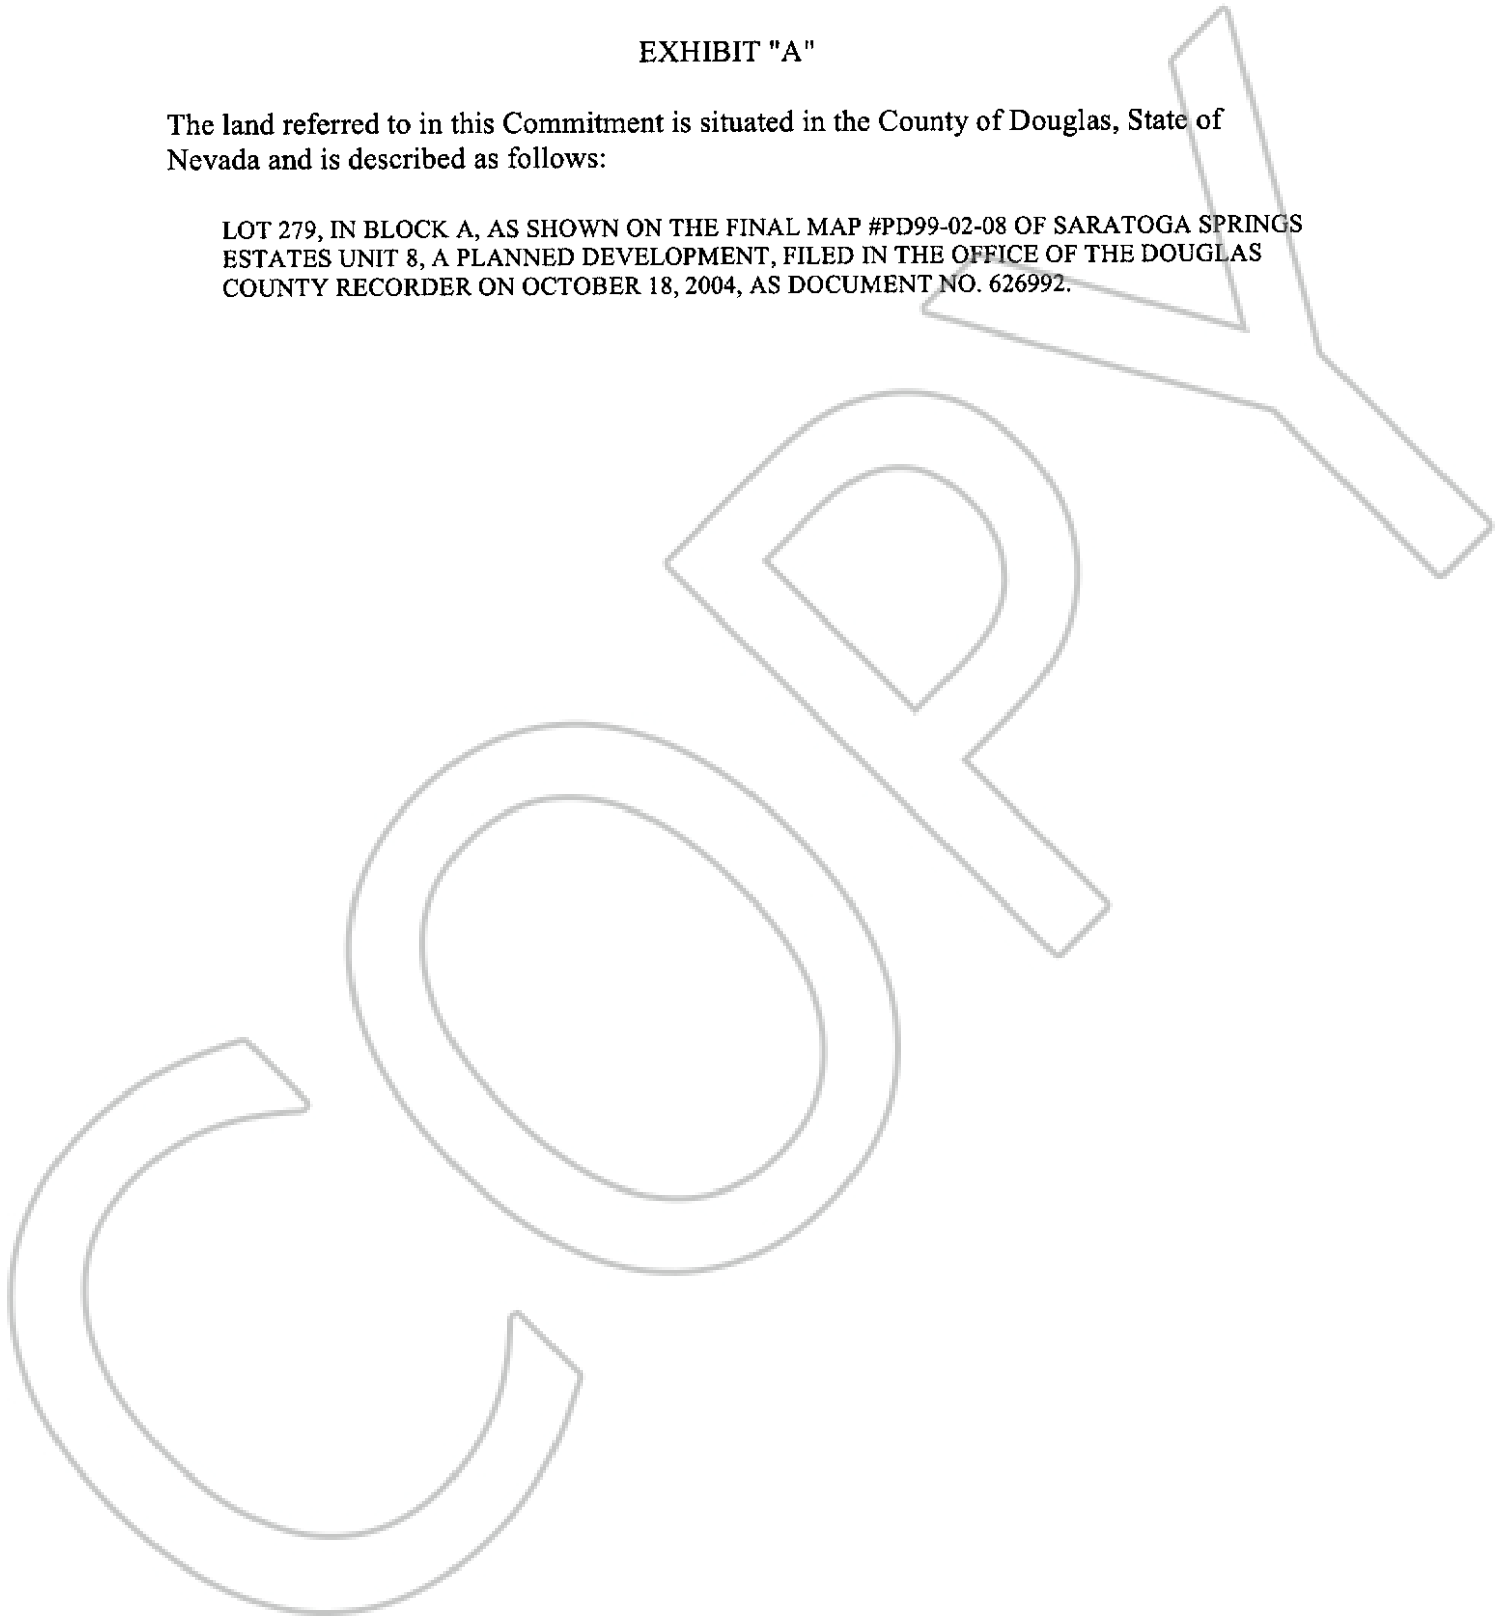 EXHIBIT "A"
The land referred to in this Commitment is situated in the County of Douglas, State of
Nevada and is described as follows:
LOT 279, IN BLOCK A, AS SHOWN ON THE FINAL MAP #PD99-02-08 OF SARATOGA SPRINGS
ESTATES UNIT 8, A PLANNED DEVELOPMENT, FILED IN THE OFFICE OF THE DOUGLAS
COUNTY RECORDER ON OCTOBER 18, 2004, AS DOCUMENT NO. 626992.
COPY